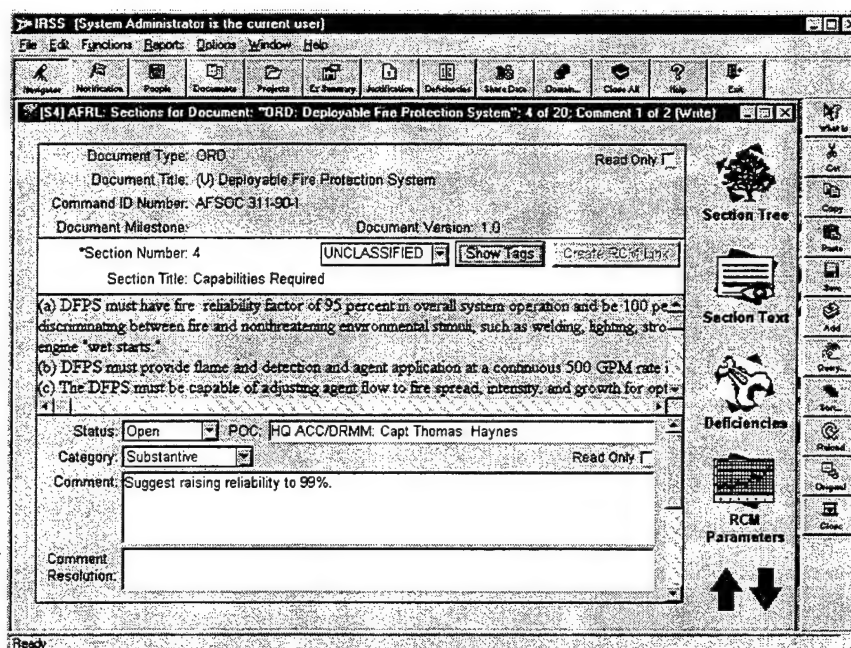 IRSS (System Administrator is the current user)
File Edit Functions Reports Options Window Help
Navigator Notification People Documents Projects Ex Summary Justification Deficiencies Share Data Domain... Close All Help Exit
[S4] AFRL: Sections for Document: "ORD: Deployable Fire Protection System"; 4 of 20; Comment 1 of 2 (Write)
Document Type: ORD
Read Only
Document Title: (U) Deployable Fire Protection System
Command ID Number: AFSOC 311-90-1
Document Milestone:
Document Version: 1.0
*Section Number: 4
UNCLASSIFIED
Show Tags
Create RCM Link
Section Title: Capabilities Required
(a) DFPS must have fire reliability factor of 95 percent in overall system operation and be 100 pe
discriminating between fire and nonthreatening environmental stimuli, such as welding, lighting, stro
engine "wet starts."
(b) DFPS must provide flame and detection and agent application at a continuous 500 GPM rate i
(c) The DFPS must be capable of adjusting agent flow to fire spread, intensity, and growth for opt
Status: Open
POC: HQ ACC/DRMM: Capt Thomas Haynes
Category: Substantive
Read Only
Comment: Suggest raising reliability to 99%.
Comment
Resolution:
Section Tree
Section Text
Deficiencies
RCM
Parameters
What Is
Cut
Copy
Paste
Save
Add
Query...
Sort...
Close
Ready